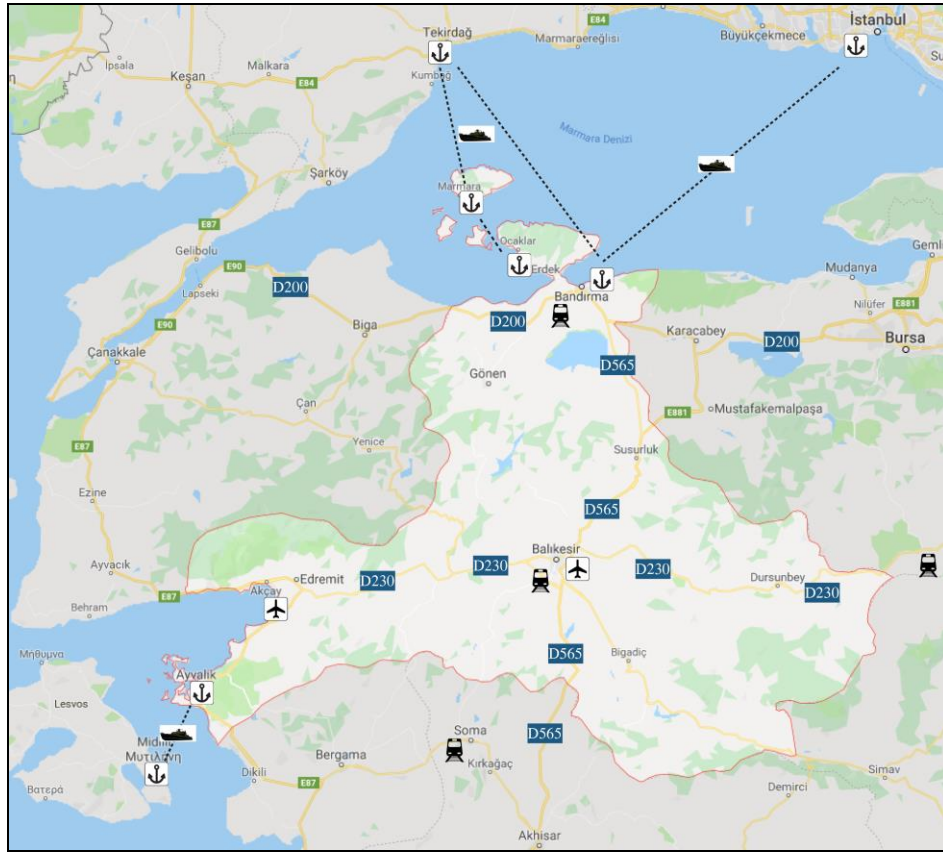 İstanbul
Tekirdağ
E84
Büyükçekmece
Marmaraereğlisi
İpsala
Malkara
Kumbağ
Keşan
E84
Marmara Denizi
Şarköy
Marmara
E87
Ocaklar
Gelibolu
Erdek
E90
Mudanya
Lapseki
D200
Bandırma
Nilüfer
E881
D200
Biga
Karacabey
D200
Bursa
E90
Çanakkale
D565
Gönen
Çan
E881
Mustafakemalpaşa
E87
Yenice
Susurluk
Ezine
D565
Balıkesir
Ayvacık
D230
D230
Edremit
D230
Dursunbey
Akçay
D230
E87
Behram
D565
Μήθυμνα
Bigadiç
Ayvalık
Lesvos
Soma
D565
Midilli
Μυτιλήνη
Bergama
Kırkağaç
Dikili
Simav
E87
Βατερά
Demirci
Akhisar